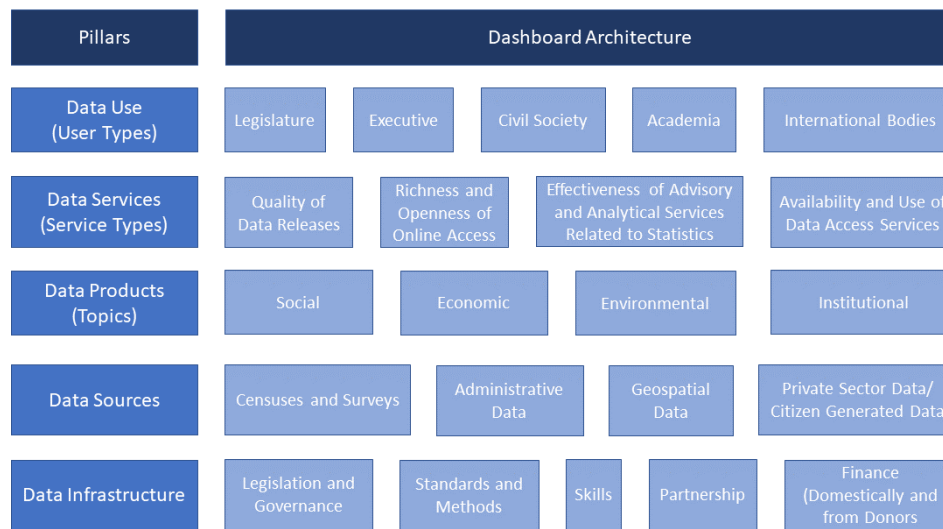 Pillars
Dashboard Architecture
Data Use
(User Types)
Legislature
Executive
Civil Society
Academia
International Bodies
Data Services
(Service Types)
Quality of
Data Releases
Richness and
Openness of
Online Access
Effectiveness of Advisory
and Analytical Services
Related to Statistics
Availability and Use of
Data Access Services
Data Products
(Topics)
Social
Economic
Environmental
Institutional
Data Sources
Censuses and Surveys
Administrative
Data
Geospatial
Data
Private Sector Data/
Citizen Generated Data
Data Infrastructure
Legislation and
Governance
Standards and
Methods
Skills
Partnership
Finance
(Domestically and
from Donors